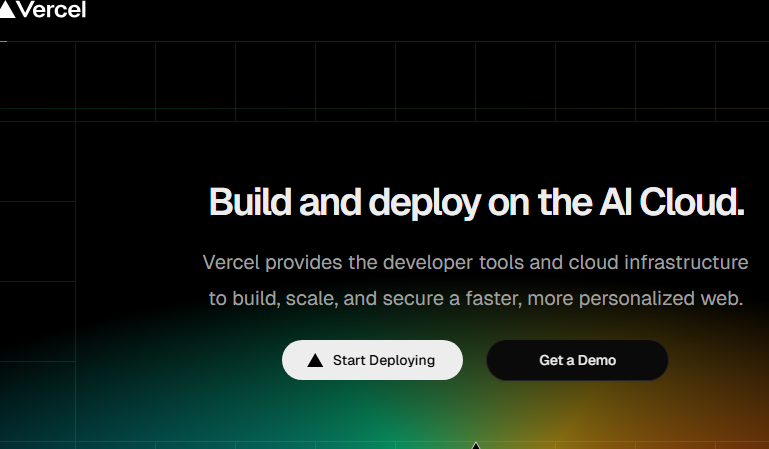 Vercel
Build and deploy on the AI Cloud.
Vercel provides the developer tools and cloud infrastructure
to build, scale, and secure a faster, more personalized web.
Start Deploying
Get a Demo